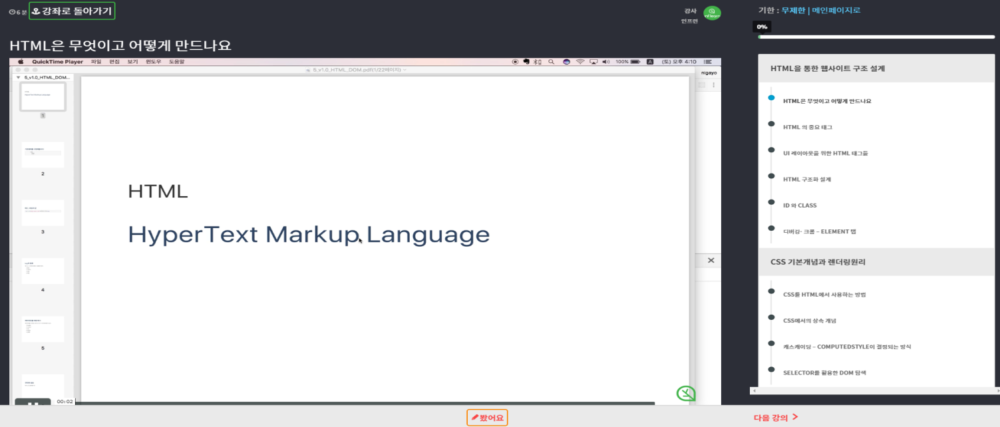 6 분 강좌로 돌아가기
강사
인프런
기한 : 무제한 | 메인페이지로
0%
HTML은 무엇이고 어떻게 만드나요
QuickTime Player 파일 편집 보기 윈도우 도움말
100% (토) 오후 4:10
5_v1.0_HTML_DOM.pdf(1/22페이지)
5_v1.0_HTML_DOM...
nigayo
1
2
3
4
5
HTML
HyperText Markup Language
00:02
HTML을 통한 웹사이트 구조 설계
HTML은 무엇이고 어떻게 만드나요
HTML 의 중요 태그
UI 레이아웃을 위한 HTML 태그들
HTML 구조화 설계
ID 와 CLASS
디버깅- 크롬 – ELEMENT 탭
CSS 기본개념과 렌더링원리
CSS를 HTML에서 사용하는 방법
CSS에서의 상속 개념
캐스케이딩 – COMPUTEDSTYLE이 결정되는 방식
SELECTOR를 활용한 DOM 탐색
봤어요
다음 강의 >